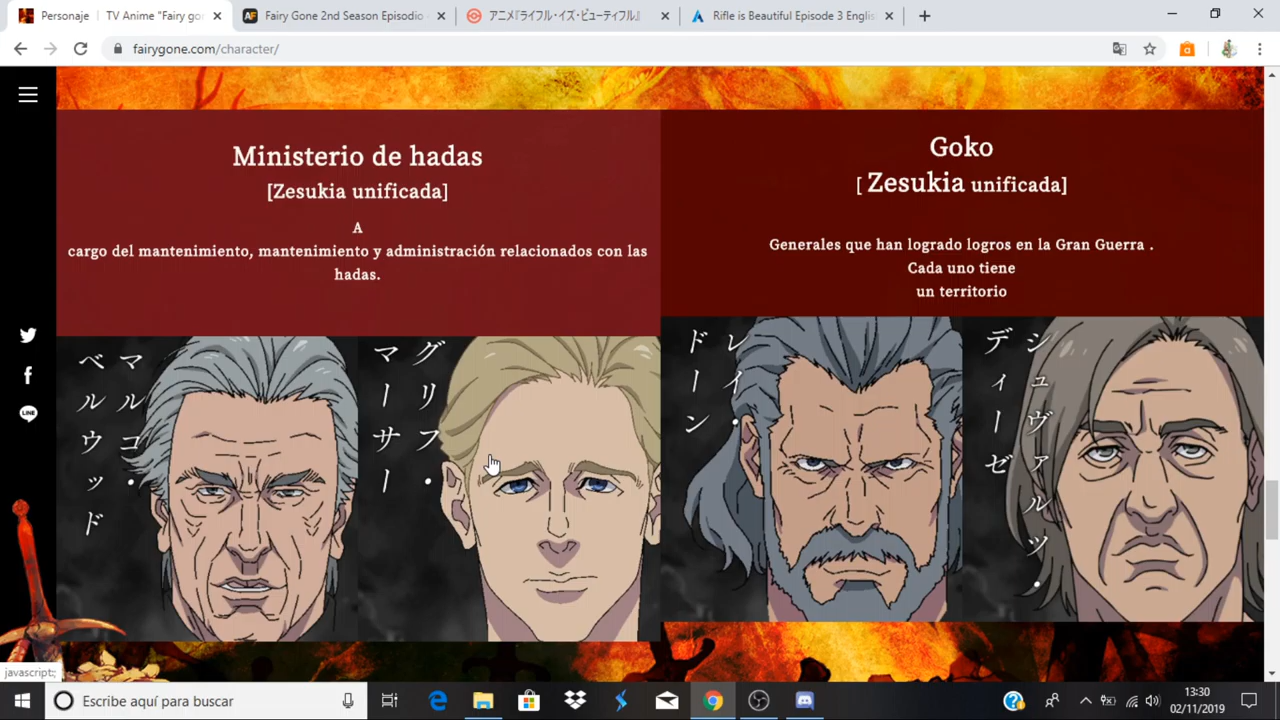 Personaje | TV Anime "Fairy gon
Fairy Gone 2nd Season Episodio -
アニメ『ライフル・イズ・ビューティフル』
Rifle is Beautiful Episode 3 Englis
fairygone.com/character/
Ministerio de hadas
[Zesukia unificada]
A
cargo del mantenimiento, mantenimiento y administración relacionados con las
hadas.
Goko
[ Zesukia unificada]
Generales que han logrado logros en la Gran Guerra .
Cada uno tiene
un territorio
マルコ・
ベルウッド
グリフ・
マーサー
レイ・
ドーン
シュヴァルツ・
ディーゼ
LINE
javascript:;
Escribe aquí para buscar
13:30
02/11/2019